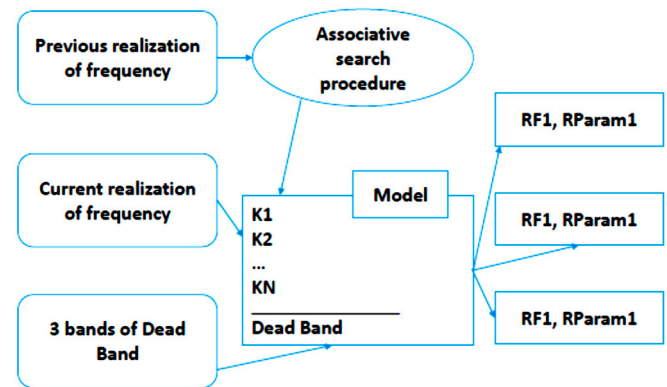 Previous realization
of frequency
Associative
search
procedure
RF1, RParam1
Current realization
of frequency
Model
K1
K2
...
KN
Dead Band
RF1, RParam1
3 bands of Dead
Band
RF1, RParam1